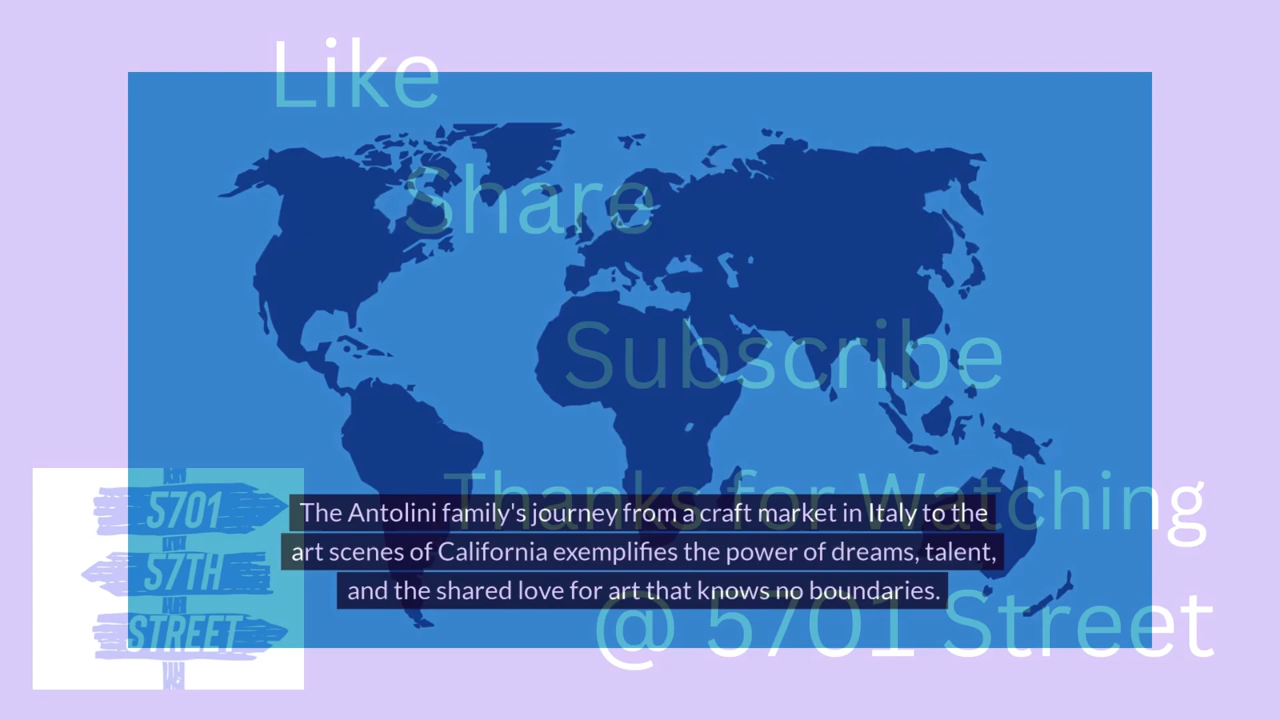 Like
Share
Subscribe
Thanks for Watching
@ 5701 Street
5701
57TH
STREET
The Antolini family's journey from a craft market in Italy to the
art scenes of California exemplifies the power of dreams, talent,
and the shared love for art that knows no boundaries.